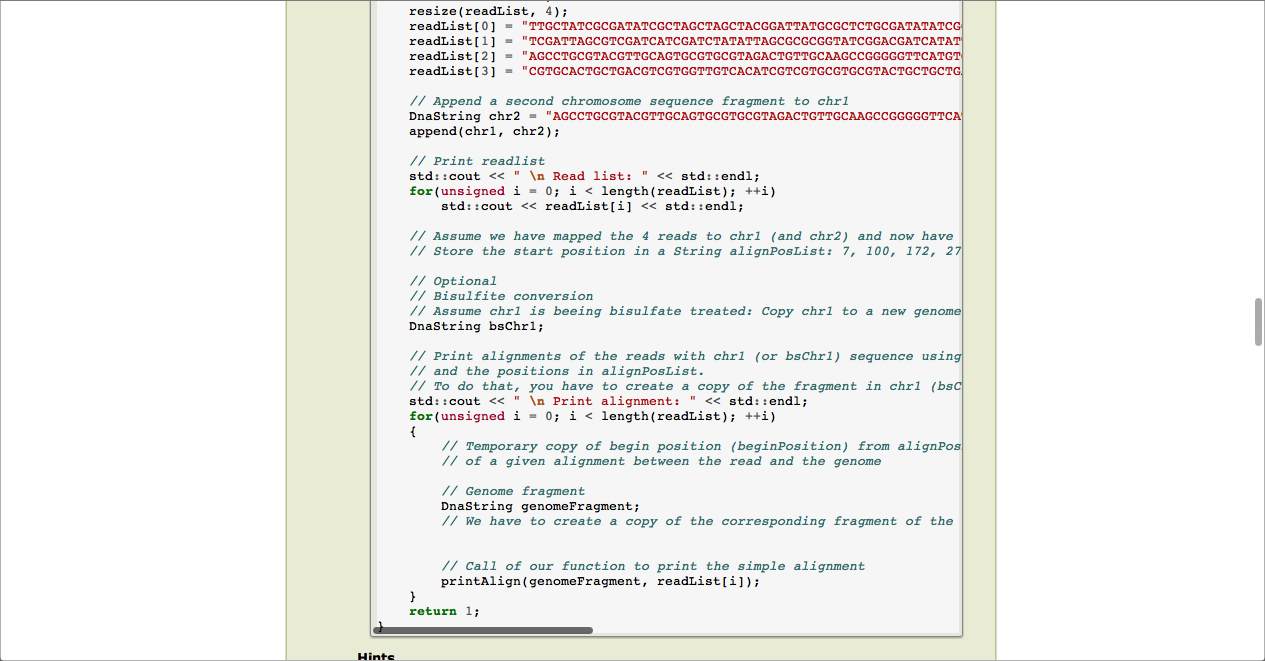 resize(readList, 4);
readList[0] = "TTGCTATCGCGATATCGCTAGCTAGCTACGGATTATGCGCTCTGCGATATATCG
readList[1] = "TCGATTAGCGTCGATCATCGATCTATATTAGCGCGCGGTATCGGACGATCATAT
readList[2] = "AGCCTGCGTACGTTGCAGTGCGTGCGTAGACTGTTGCAAGCCGGGGGTTCATGT
readList[3] = "CGTGCACTGCTGACGTCGTGGTTGTCACATCGTCGTGCGTGCGTACTGCTGCTG
// Append a second chromosome sequence fragment to chr1
DnaString chr2 = "AGCCTGCGTACGTTGCAGTGCGTGCGTAGACTGTTGCAAGCCGGGGGTTCA
append(chr1, chr2);
// Print readlist
std::cout << " \n Read list: " << std::endl;
for(unsigned i = 0; i < length(readList); ++i)
std::cout << readList[i] << std::endl;
// Assume we have mapped the 4 reads to chr1 (and chr2) and now have
// Store the start position in a String alignPosList: 7, 100, 172, 27
// Optional
// Bisulfite conversion
// Assume chr1 is beeing bisulfate treated: Copy chr1 to a new genome
DnaString bsChr1;
// Print alignments of the reads with chr1 (or bsChr1) sequence using
// and the positions in alignPosList.
// To do that, you have to create a copy of the fragment in chr1 (bsC
std::cout << " \n Print alignment: " << std::endl;
for(unsigned i = 0; i < length(readList); ++i)
{
// Temporary copy of begin position (beginPosition) from alignPos
// of a given alignment between the read and the genome
// Genome fragment
DnaString genomeFragment;
// We have to create a copy of the corresponding fragment of the
// Call of our function to print the simple alignment
printAlign(genomeFragment, readList[i]);
}
return 1;
}
Hints